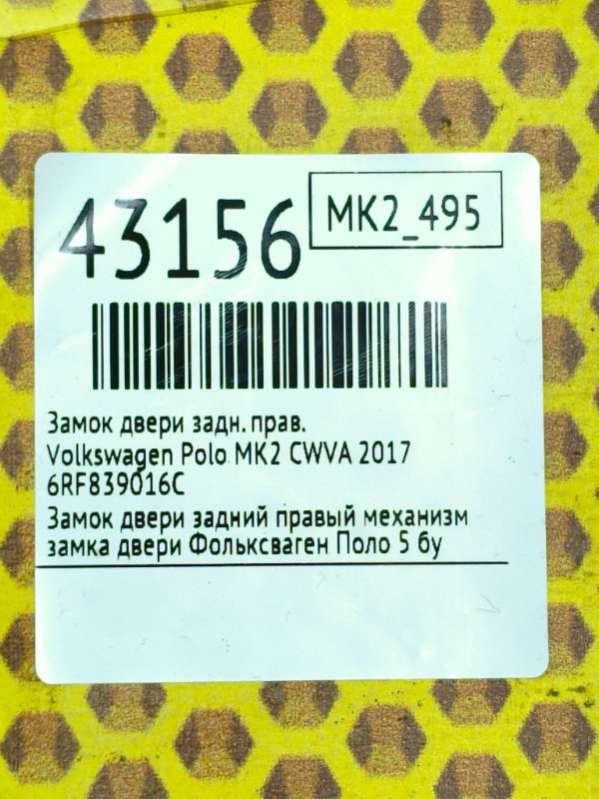 43156
MK2_495
Замок двери задн. прав.
Volkswagen Polo MK2 CWVA 2017
6RF839016C
Замок двери задний правый механизм
замка двери Фольксваген Поло 5 бу